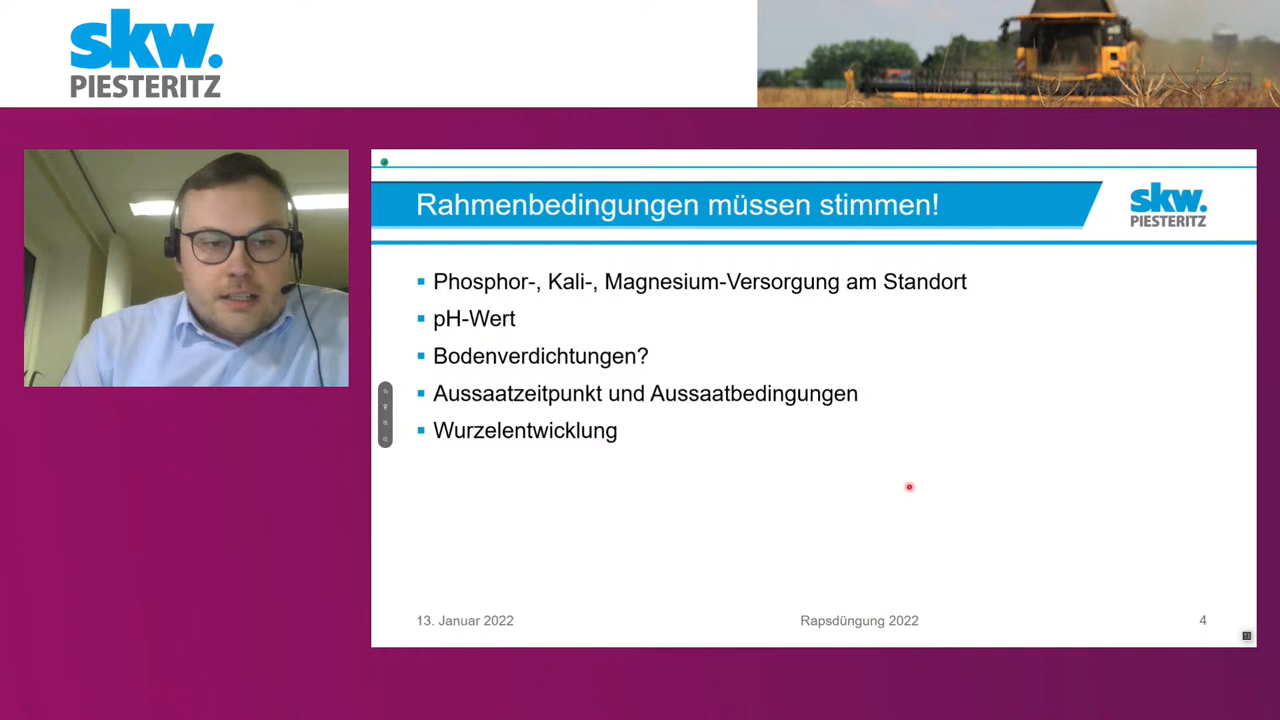 skw.
PIESTERITZ
Rahmenbedingungen müssen stimmen!
skw.
PIESTERITZ
Phosphor-, Kali-, Magnesium-Versorgung am Standort
pH-Wert
Bodenverdichtungen?
Aussaatzeitpunkt und Aussaatbedingungen
Wurzelentwicklung
13. Januar 2022
Rapsdüngung 2022
4